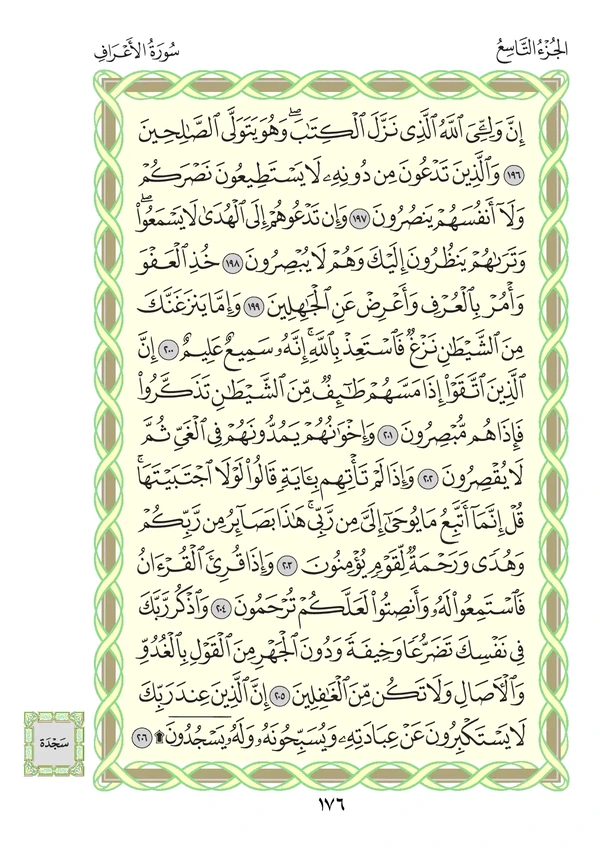 الجُزْءُ التَّاسِعُ
سُورَةُ الأَعْرَافِ
إِنَّ وَلِـِّۧيَ ٱللَّهُ ٱلَّذِى نَزَّلَ ٱلْكِتَـٰبَ ۖ وَهُوَ يَتَوَلَّى ٱلصَّـٰلِحِينَ
١٩٦ وَٱلَّذِينَ تَدْعُونَ مِن دُونِهِۦ لَا يَسْتَطِيعُونَ نَصْرَكُمْ
وَلَآ أَنفُسَهُمْ يَنصُرُونَ ١٩٧ وَإِن تَدْعُوهُمْ إِلَى ٱلْهُدَىٰ لَا يَسْمَعُوا۟ ۖ
وَتَرَىٰهُمْ يَنظُرُونَ إِلَيْكَ وَهُمْ لَا يُبْصِرُونَ ١٩٨ خُذِ ٱلْعَفْوَ
وَأْمُرْ بِٱلْعُرْفِ وَأَعْرِضْ عَنِ ٱلْجَـٰهِلِينَ ١٩٩ وَإِمَّا يَنزَغَنَّكَ
مِنَ ٱلشَّيْطَـٰنِ نَزْغٌ فَٱسْتَعِذْ بِٱللَّهِ ۚ إِنَّهُۥ سَمِيعٌ عَلِيمٌ ٢٠٠ إِنَّ
ٱلَّذِينَ ٱتَّقَوْا۟ إِذَا مَسَّهُمْ طَـٰٓئِفٌ مِّنَ ٱلشَّيْطَـٰنِ تَذَكَّرُوا۟
فَإِذَا هُم مُّبْصِرُونَ ٢٠١ وَإِخْوَٰنُهُمْ يَمُدُّونَهُمْ فِى ٱلْغَىِّ ثُمَّ
لَا يُقْصِرُونَ ٢٠٢ وَإِذَا لَمْ تَأْتِهِم بِـَٔايَةٍ قَالُوا۟ لَوْلَا ٱجْتَبَيْتَهَا ۚ
قُلْ إِنَّمَآ أَتَّبِعُ مَا يُوحَىٰٓ إِلَىَّ مِن رَّبِّى ۚ هَـٰذَا بَصَآئِرُ مِن رَّبِّكُمْ
وَهُدًى وَرَحْمَةٌ لِّقَوْمٍ يُؤْمِنُونَ ٢٠٣ وَإِذَا قُرِئَ ٱلْقُرْءَانُ
فَٱسْتَمِعُوا۟ لَهُۥ وَأَنصِتُوا۟ لَعَلَّكُمْ تُرْحَمُونَ ٢٠٤ وَٱذْكُر رَّبَّكَ
فِى نَفْسِكَ تَضَرُّعًا وَخِيفَةً وَدُونَ ٱلْجَهْرِ مِنَ ٱلْقَوْلِ بِٱلْغُدُوِّ
وَٱلْـَٔاصَالِ وَلَا تَكُن مِّنَ ٱلْغَـٰفِلِينَ ٢٠٥ إِنَّ ٱلَّذِينَ عِندَ رَبِّكَ
لَا يَسْتَكْبِرُونَ عَنْ عِبَادَتِهِۦ وَيُسَبِّحُونَهُۥ وَلَهُۥ يَسْجُدُونَ ۩ ٢٠٦
سَجْدَة
١٧٦